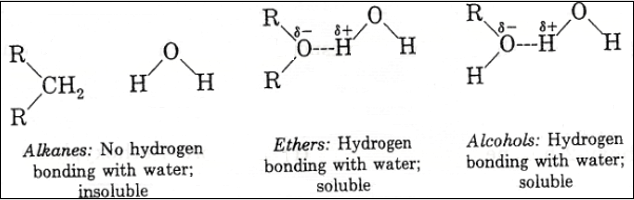 R
CH₂
R
O
H H
Alkanes: No hydrogen
bonding with water;
insoluble
R
δ− δ+ O
O---H H
R
Ethers: Hydrogen
bonding with water;
soluble
R
δ− δ+ O
O---H H
H
Alcohols: Hydrogen
bonding with water;
soluble